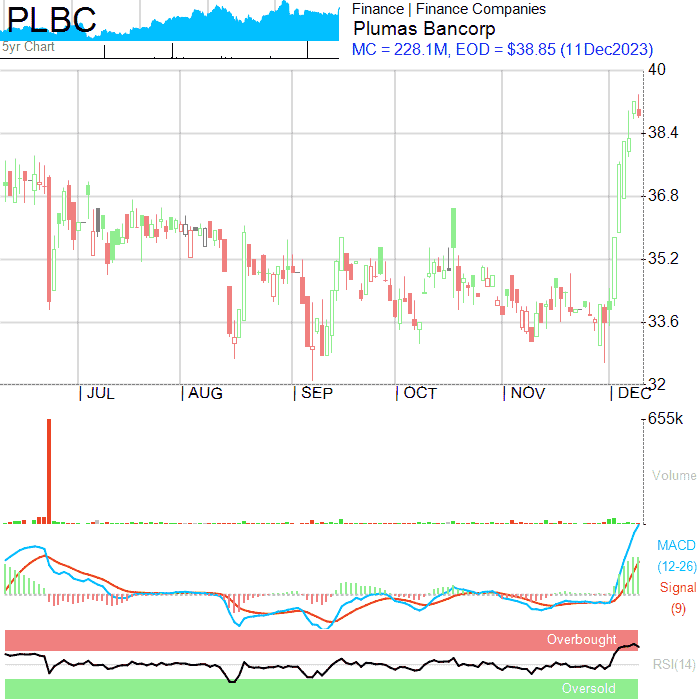 PLBC
5yr Chart
Finance | Finance Companies
Plumas Bancorp
MC = 228.1M, EOD = $38.85 (11Dec2023)
40
38.4
36.8
35.2
33.6
32
JUL AUG SEP OCT NOV DEC
655k
Volume
MACD
(12-26)
Signal
(9)
Overbought
RSI(14)
Oversold